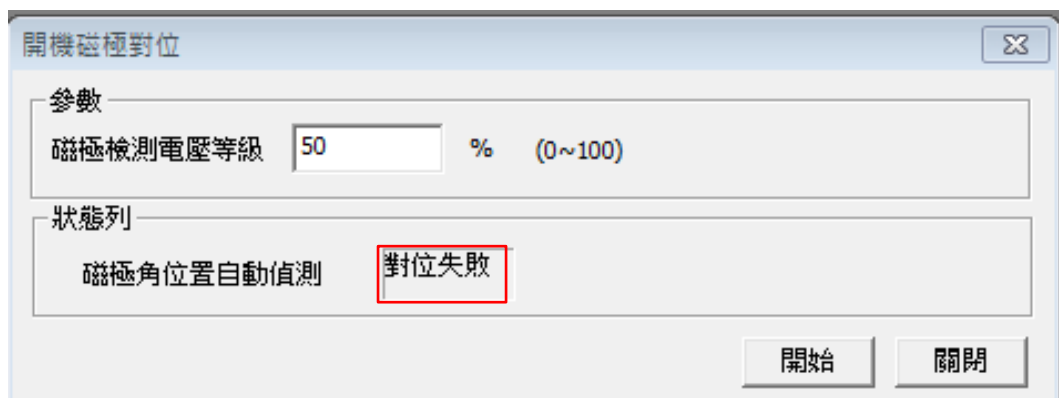 開機磁極對位
參數
磁極檢測電壓等級 50 % (0~100)
狀態列
磁極角位置自動偵測 對位失敗
開始 關閉